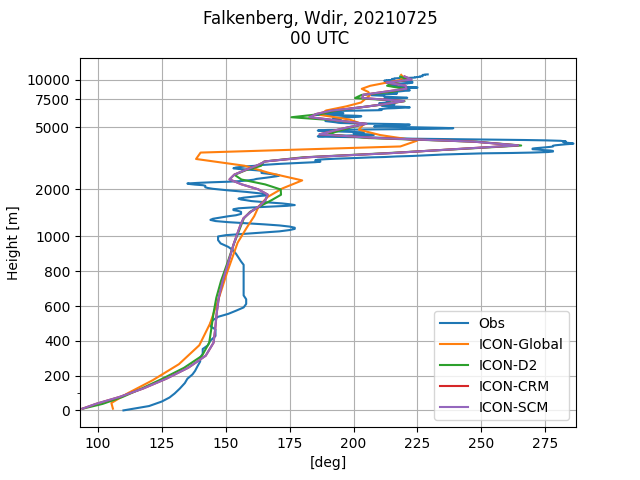 Falkenberg, Wdir, 20210725
00 UTC
Height [m]
10000
7500
5000
2000
1000
800
600
400
200
0
100
125
150
175
200
225
250
275
[deg]
Obs
ICON-Global
ICON-D2
ICON-CRM
ICON-SCM